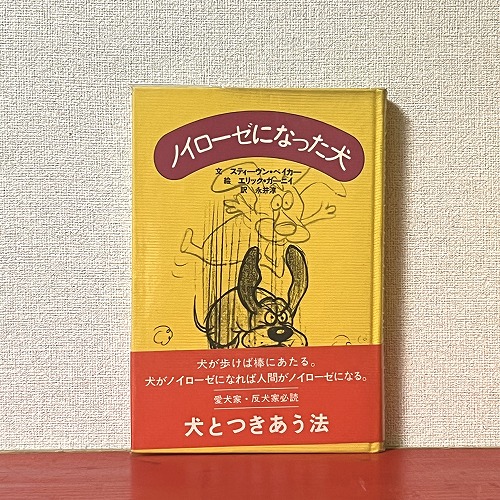 ノイローゼになった犬
文 スティーヴン・ベイカー
絵 エリック・ガーニイ
訳 永井淳
犬が歩けば棒にあたる。
犬がノイローゼになれば人間がノイローゼになる。
愛犬家・反犬家必読
犬とつきあう法